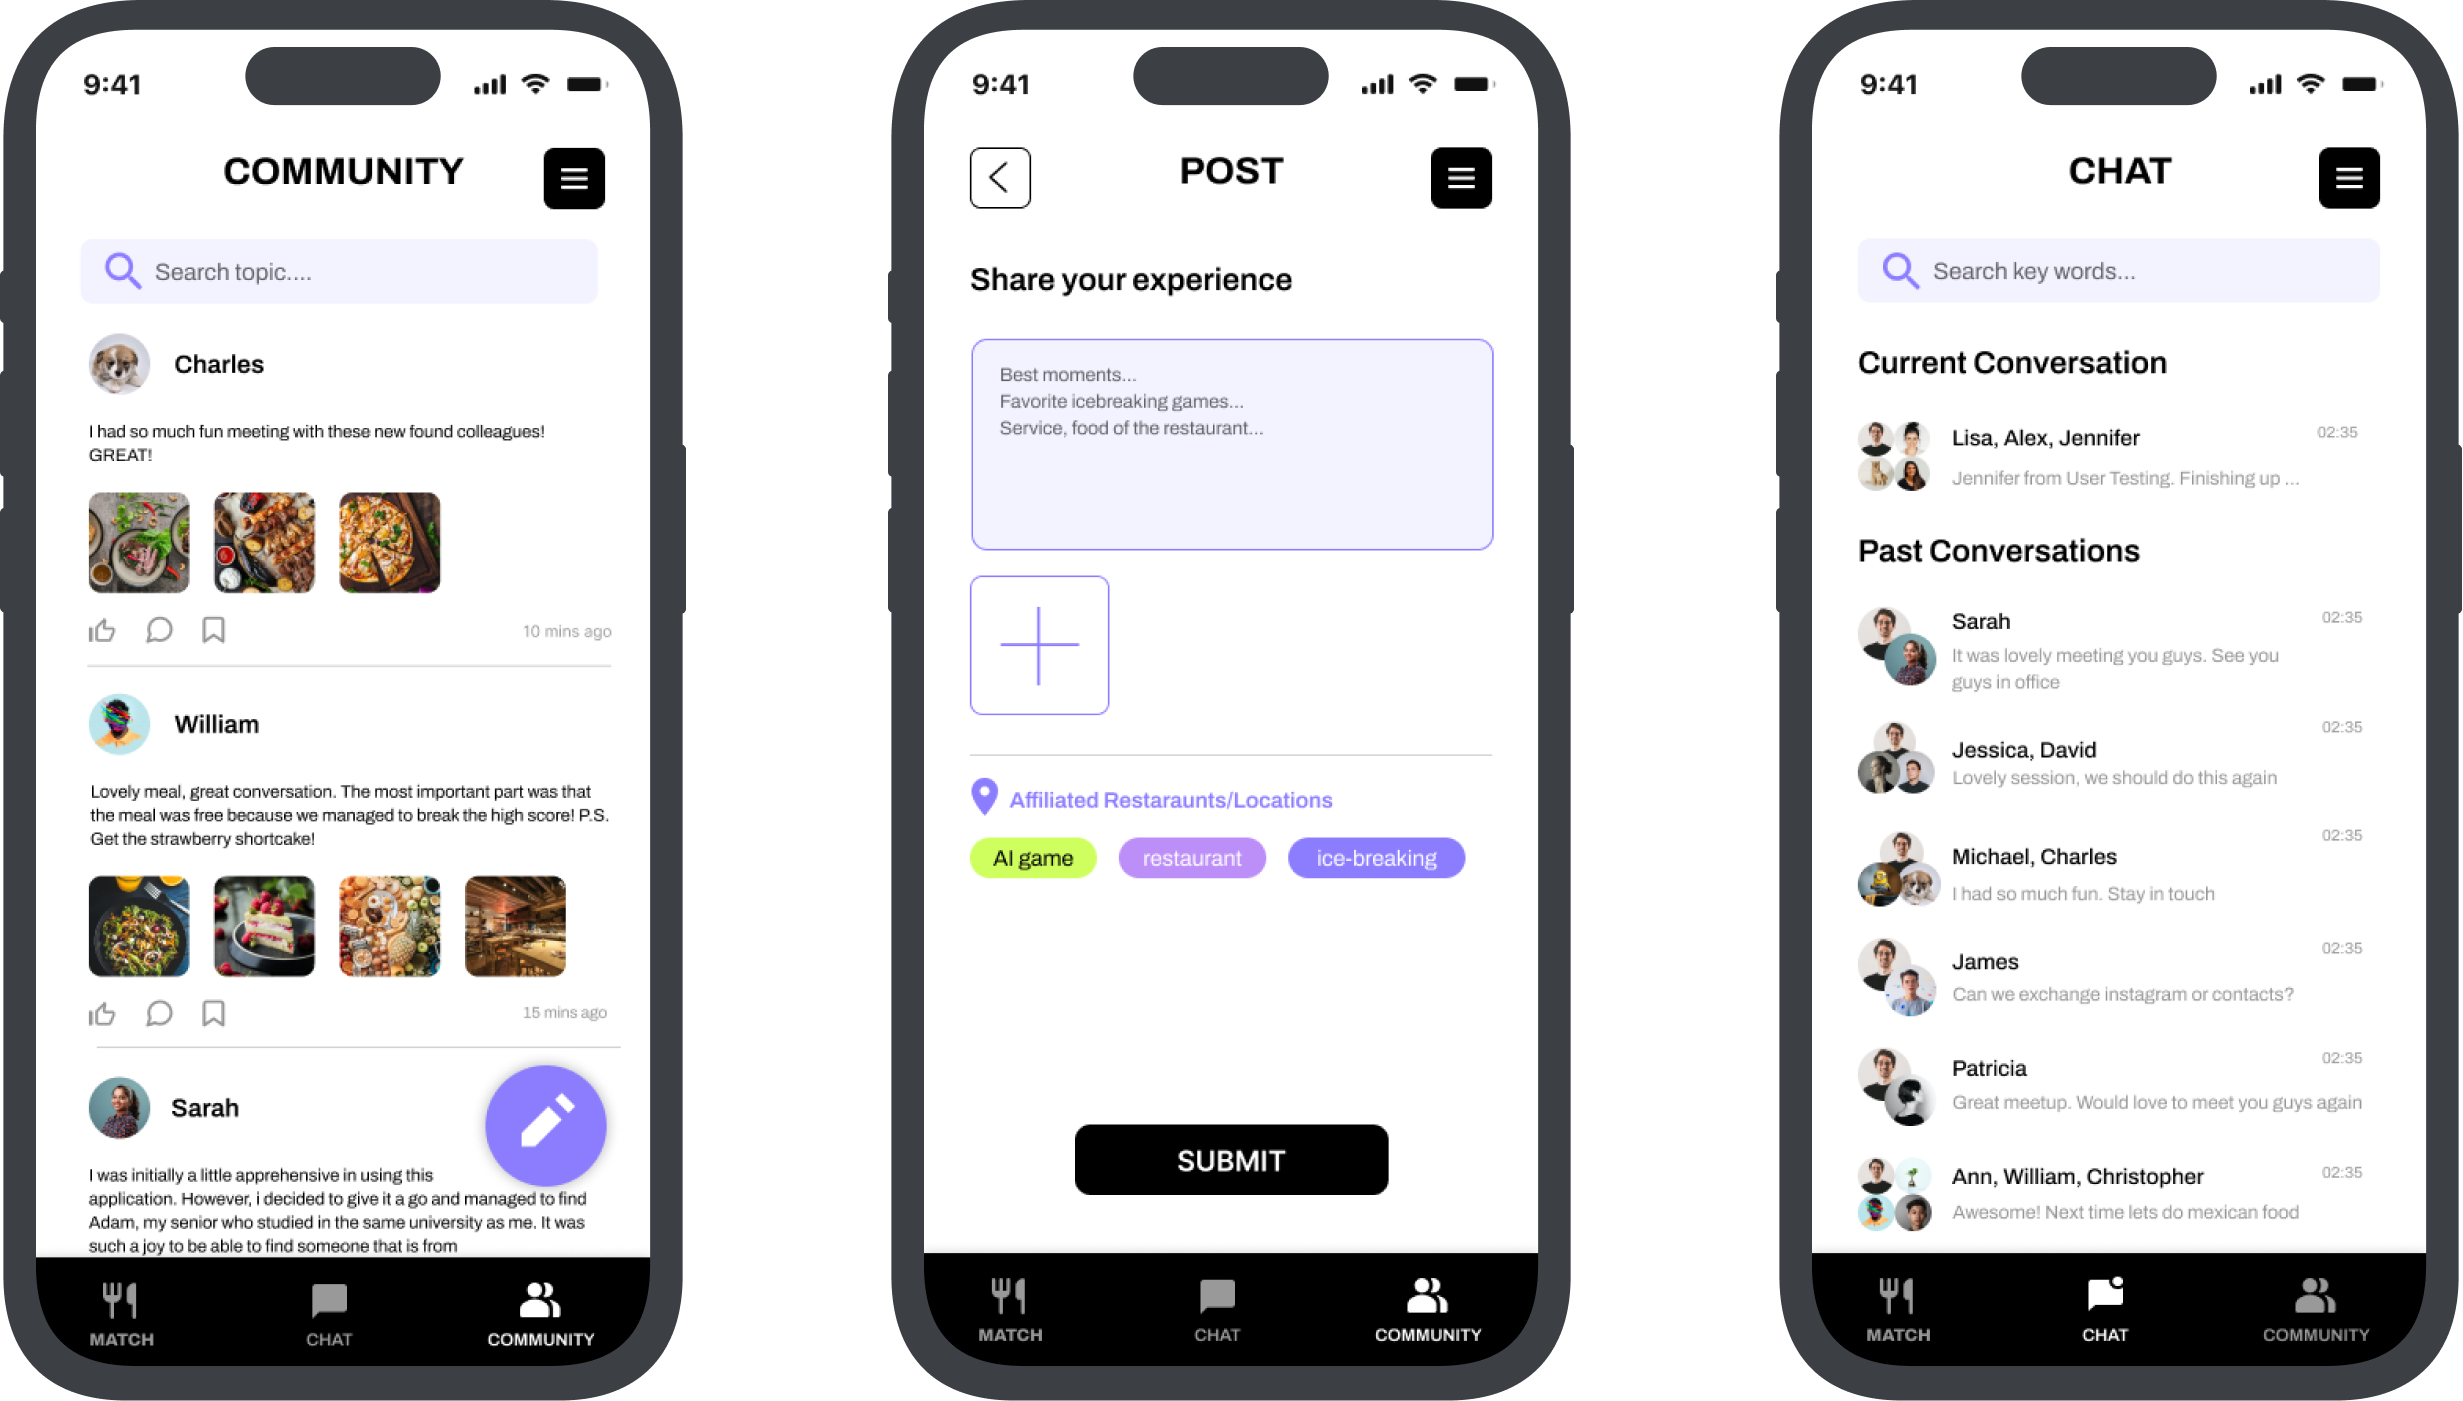 9:41
COMMUNITY
Search topic....
Charles
I had so much fun meeting with these new found colleagues!
GREAT!
10 mins ago
William
Lovely meal, great conversation. The most important part was that
the meal was free because we managed to break the high score! P.S.
Get the strawberry shortcake!
15 mins ago
Sarah
I was initially a little apprehensive in using this
application. However, i decided to give it a go and managed to find
Adam, my senior who studied in the same university as me. It was
such a joy to be able to find someone that is from
MATCH
CHAT
COMMUNITY
9:41
POST
Share your experience
Best moments...
Favorite icebreaking games...
Service, food of the restaurant...
Affiliated Restaraunts/Locations
AI game
restaurant
ice-breaking
SUBMIT
MATCH
CHAT
COMMUNITY
9:41
CHAT
Search key words...
Current Conversation
Lisa, Alex, Jennifer
02:35
Jennifer from User Testing. Finishing up ...
Past Conversations
Sarah
02:35
It was lovely meeting you guys. See you
guys in office
02:35
Jessica, David
Lovely session, we should do this again
02:35
Michael, Charles
I had so much fun. Stay in touch
02:35
James
Can we exchange instagram or contacts?
02:35
Patricia
Great meetup. Would love to meet you guys again
02:35
Ann, William, Christopher
Awesome! Next time lets do mexican food
MATCH
CHAT
COMMUNITY